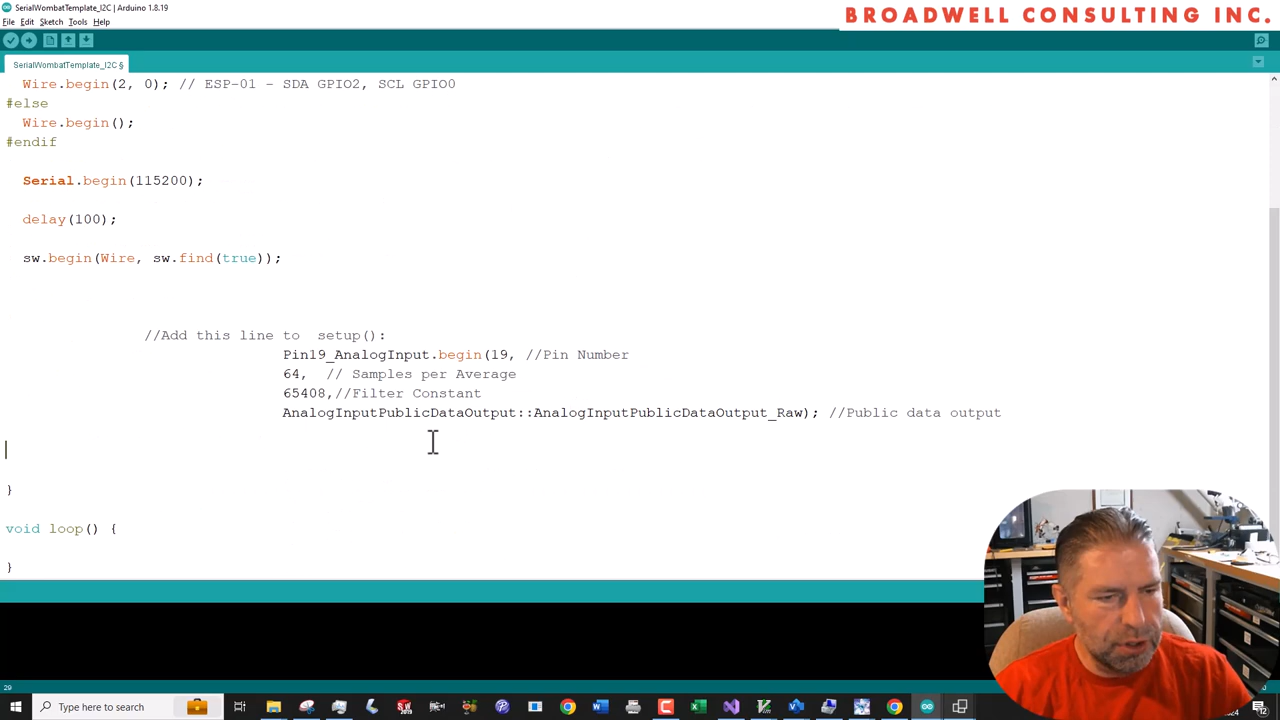 SerialWombatTemplate_I2C | Arduino 1.8.19
BROADWELL CONSULTING INC.
File Edit Sketch Tools Help
SerialWombatTemplate_I2C §
Wire.begin(2, 0); // ESP-01 - SDA GPIO2, SCL GPIO0
#else
Wire.begin();
#endif
Serial.begin(115200);
delay(100);
sw.begin(Wire, sw.find(true));
//Add this line to  setup():
Pin19_AnalogInput.begin(19, //Pin Number
64,  // Samples per Average
65408,//Filter Constant
AnalogInputPublicDataOutput::AnalogInputPublicDataOutput_Raw); //Public data output
}
void loop() {
}
29
Type here to search